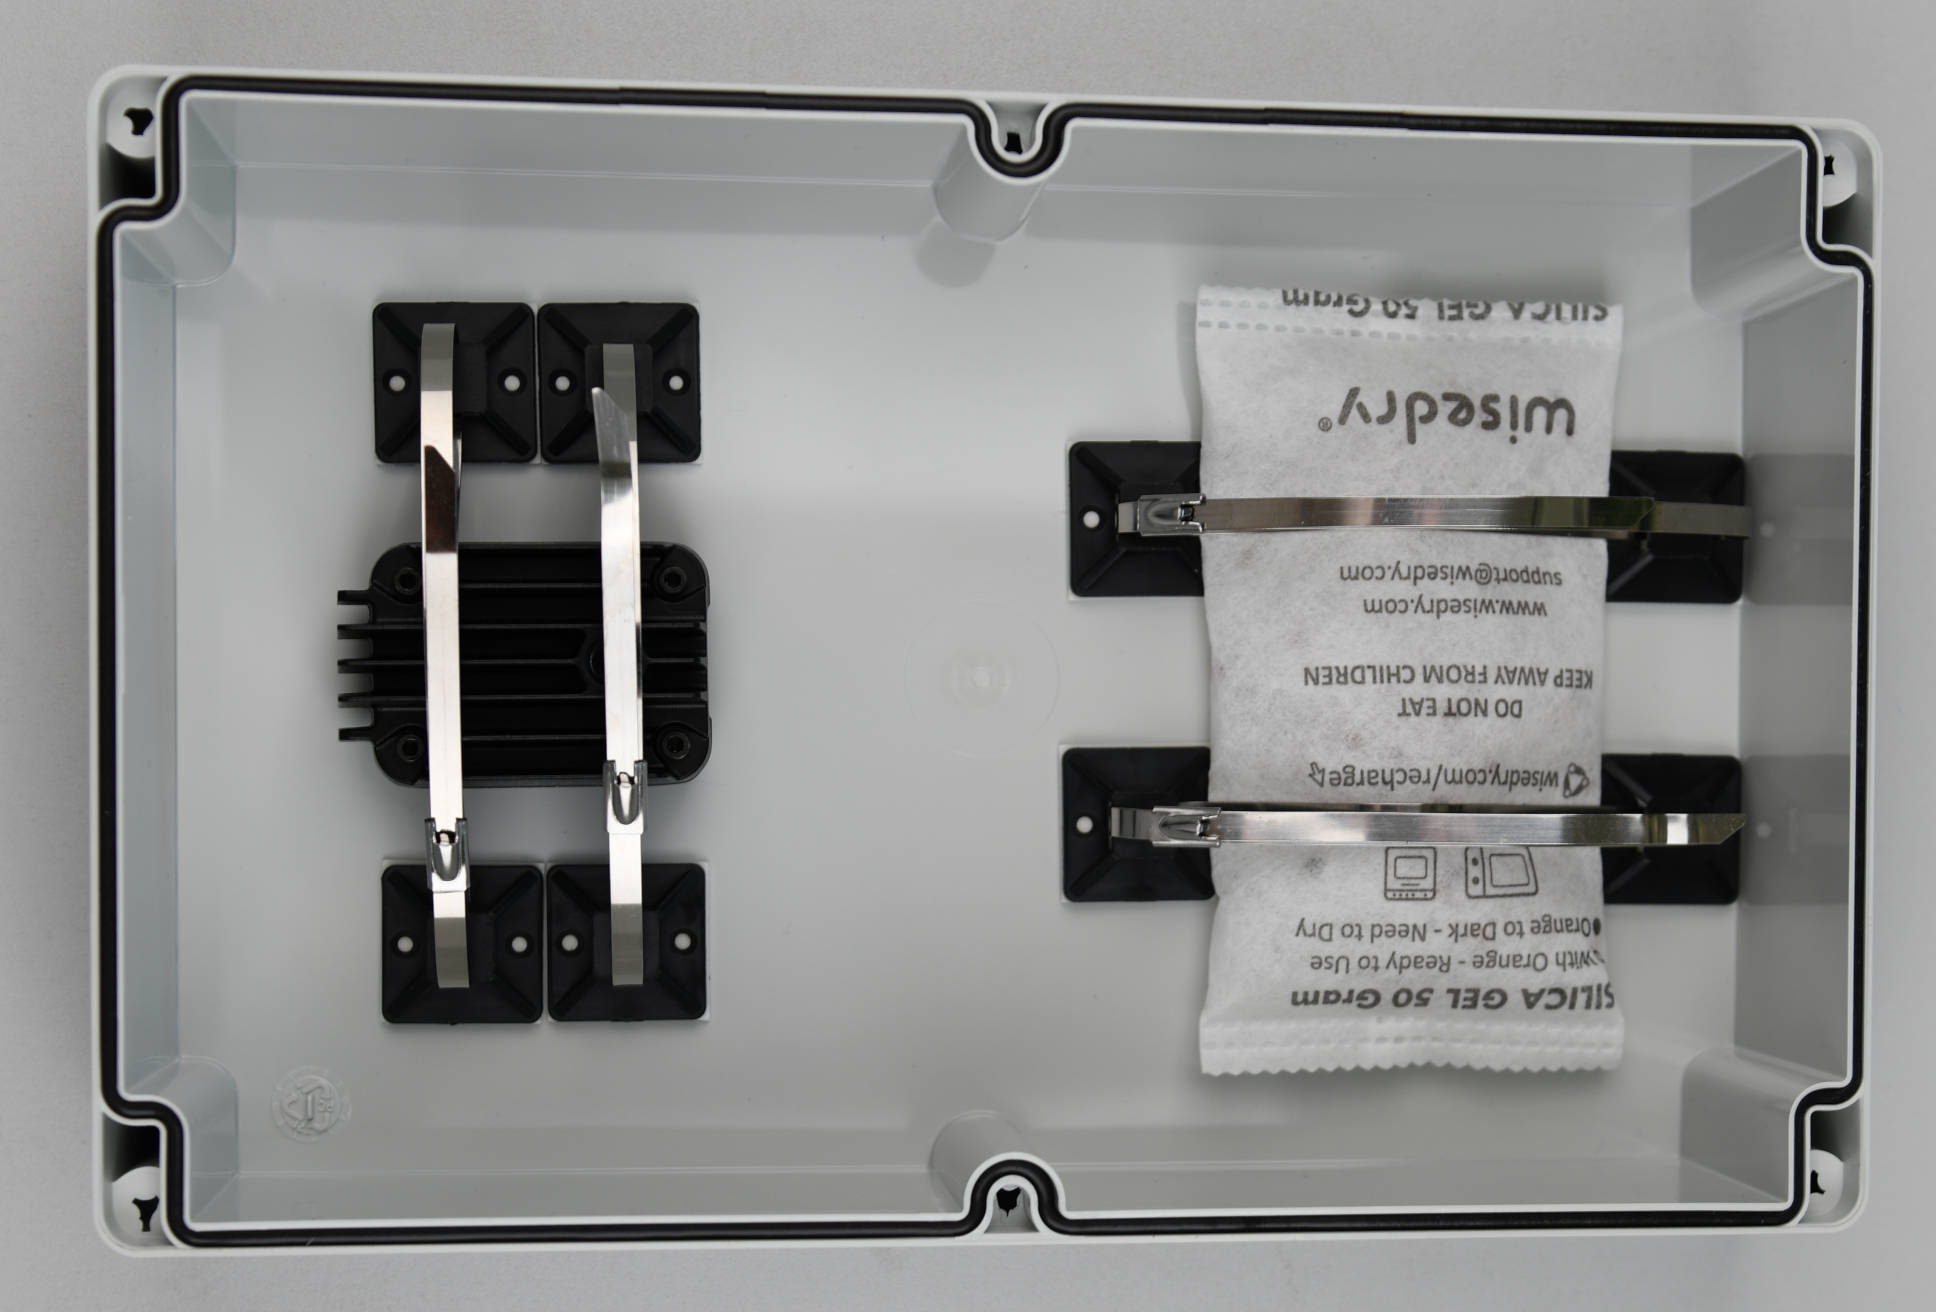 SILICA GEL 50 Gram
with Orange - Ready to Use
●Orange to Dark - Need to Dry
wisedry.com/recharge
DO NOT EAT
KEEP AWAY FROM CHILDREN
www.wisedry.com
support@wisedry.com
wisedry®
SILICA GEL 50 Gram